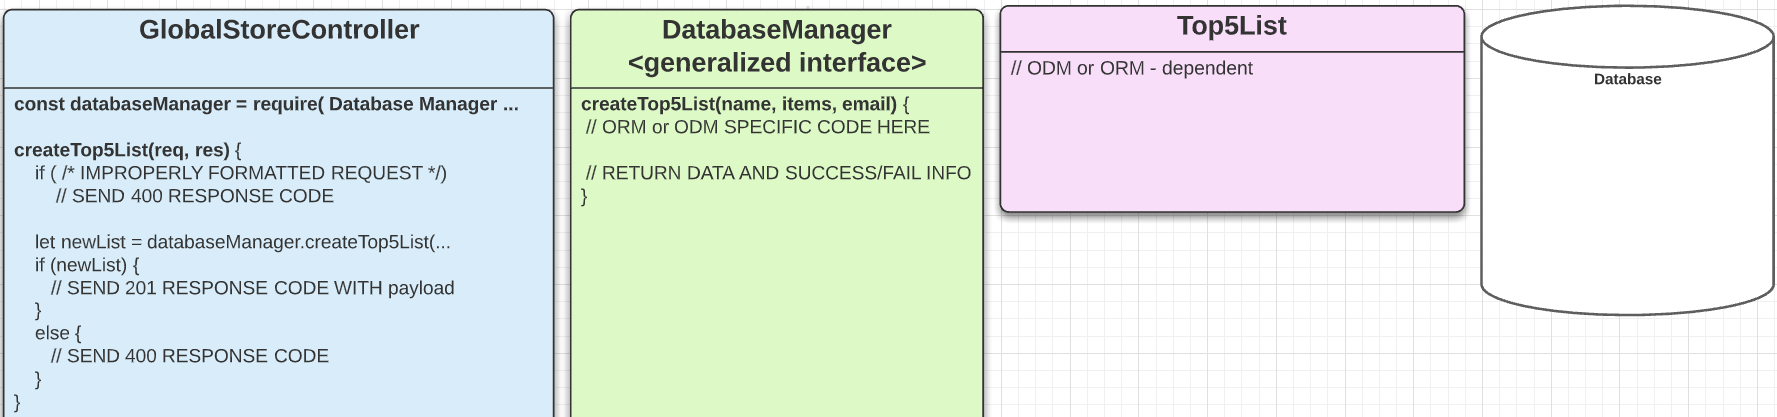 GlobalStoreController
const databaseManager = require( Database Manager ...
createTop5List(req, res) {
if ( /* IMPROPERLY FORMATTED REQUEST */)
// SEND 400 RESPONSE CODE
let newList = databaseManager.createTop5List(...
if (newList) {
// SEND 201 RESPONSE CODE WITH payload
}
else {
// SEND 400 RESPONSE CODE
}
}
DatabaseManager
<generalized interface>
createTop5List(name, items, email) {
// ORM or ODM SPECIFIC CODE HERE
// RETURN DATA AND SUCCESS/FAIL INFO
}
Top5List
// ODM or ORM - dependent
Database